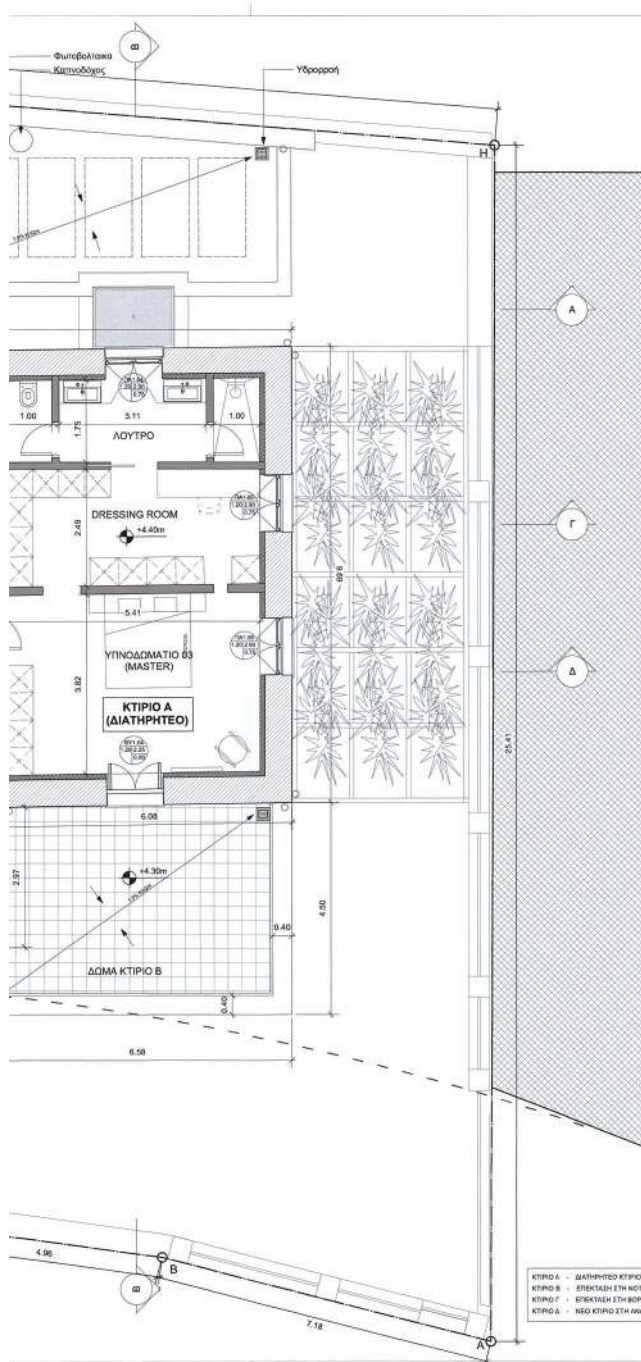 B
Φωτοβολταικα
Καπνοδόχος
Υδρορροή
H
A
1.00
3.11
1.00
1.75
ΛΟΥΤΡΟ
DRESSING ROOM
+4.40m
2.49
Γ
9.69
5.41
ΥΠΝΟΔΩΜΑΤΙΟ 03
(MASTER)
3.82
Δ
ΚΤΙΡΙΟ Α
(ΔΙΑΤΗΡΗΤΕΟ)
25.41
6.08
+4.30m
2.97
4.50
0.40
ΔΩΜΑ ΚΤΙΡΙΟ Β
0.40
6.58
4.96
B
B
7.18
A
ΚΤΙΡΙΟ Α - ΔΙΑΤΗΡΗΤΕΟ ΚΤΙΡΙΟ
ΚΤΙΡΙΟ Β - ΕΠΕΚΤΑΣΗ ΣΤΗ
ΚΤΙΡΙΟ Γ - ΕΠΕΚΤΑΣΗ ΣΤΗ
ΚΤΙΡΙΟ Δ - ΝΕΟ ΚΤΙΡΙΟ ΣΤΗ